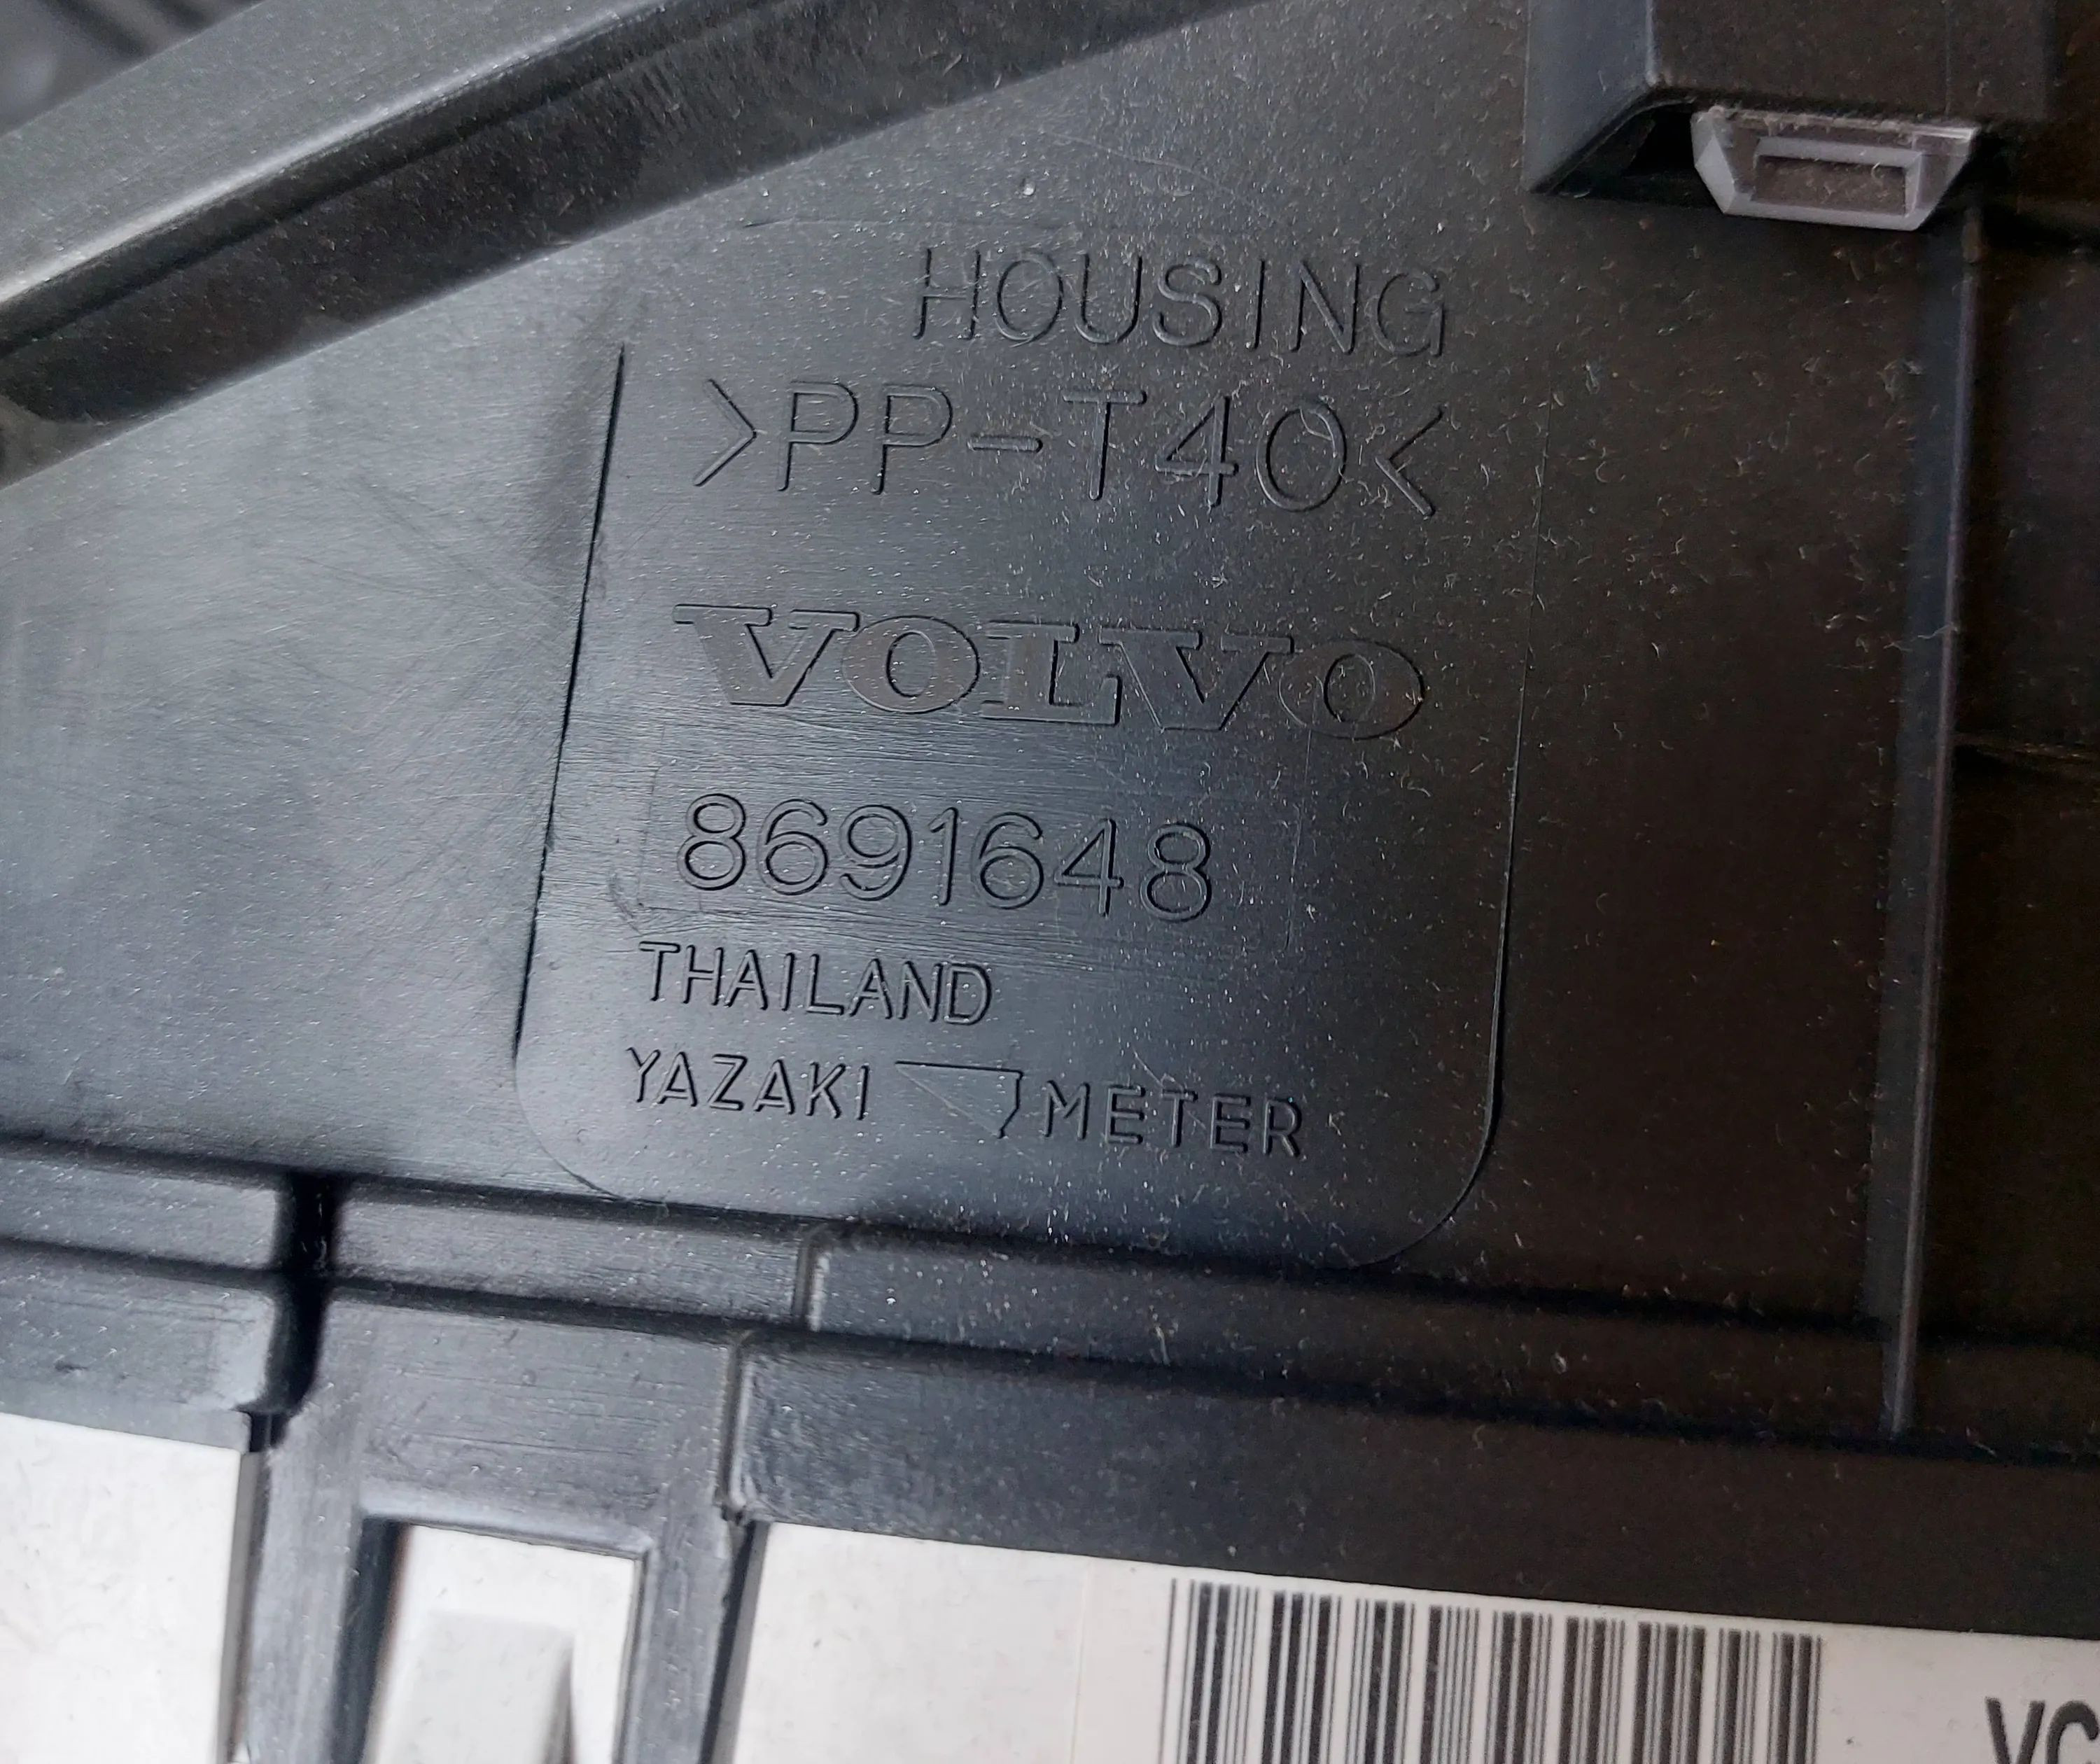 HOUSING
>PP-T40<
VOLVO
8691648
THAILAND
YAZAKI METER